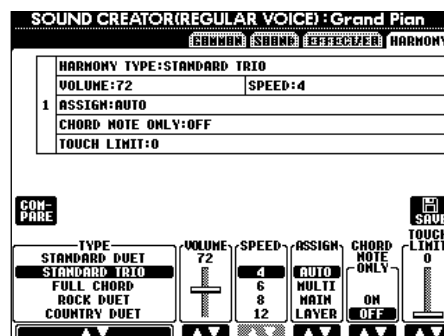 SOUND CREATOR(REGULAR VOICE):Grand Pian
COMMON SOUND EFFECT/EQ HARMONY
HARMONY TYPE:STANDARD TRIO
VOLUME:72 SPEED:4
1 ASSIGN:AUTO
CHORD NOTE ONLY:OFF
TOUCH LIMIT:0
COM-
PARE
SAVE
TYPE VOLUME SPEED ASSIGN CHORD NOTE ONLY TOUCH LIMIT
STANDARD DUET 72 0
STANDARD TRIO 4 AUTO
FULL CHORD 6 MULTI
ROCK DUET 8 MAIN ON
COUNTRY DUET 12 LAYER OFF